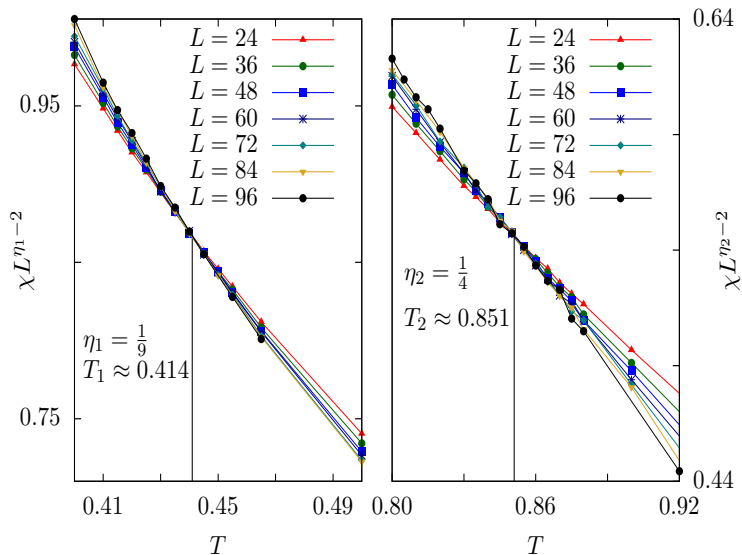 χL^{η₁−2}
0.95
0.75
L = 24
L = 36
L = 48
L = 60
L = 72
L = 84
L = 96
η₁ = 1/9
T₁ ≈ 0.414
0.41
0.45
0.49
T
L = 24
L = 36
L = 48
L = 60
L = 72
L = 84
L = 96
η₂ = 1/4
T₂ ≈ 0.851
0.80
0.86
0.92
T
0.64
0.44
χL^{η₂−2}